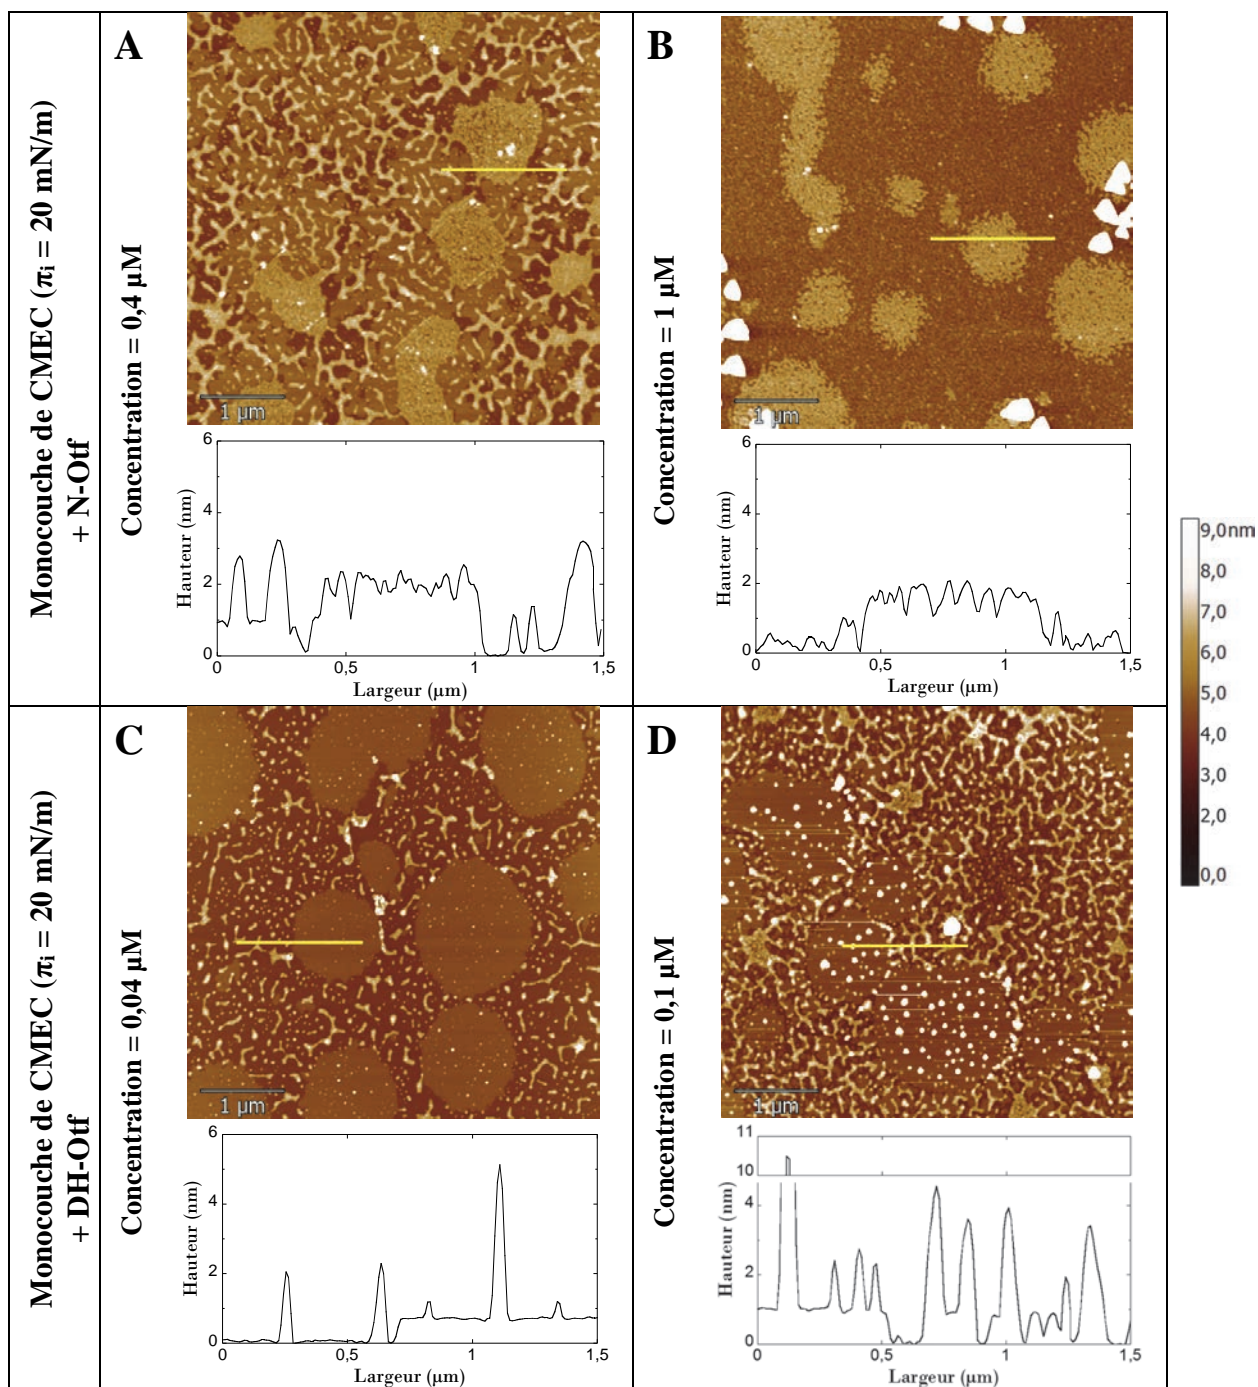 Monocouche de CMEC (πi = 20 mN/m)
+ N-Otf
A
Concentration = 0,4 µM
1 µm
Hauteur (nm)
6
4
2
0
0
0,5
1
1,5
Largeur (µm)
B
Concentration = 1 µM
1 µm
Hauteur (nm)
6
4
2
0
0
0,5
1
1,5
Largeur (µm)
Monocouche de CMEC (πi = 20 mN/m)
+ DH-Otf
C
Concentration = 0,04 µM
1 µm
Hauteur (nm)
6
4
2
0
0
0,5
1
1,5
Largeur (µm)
D
Concentration = 0,1 µM
1 µm
Hauteur (nm)
11
10
4
2
0
0
0,5
1
1,5
Largeur (µm)
9,0nm
8,0
7,0
6,0
5,0
4,0
3,0
2,0
0,0